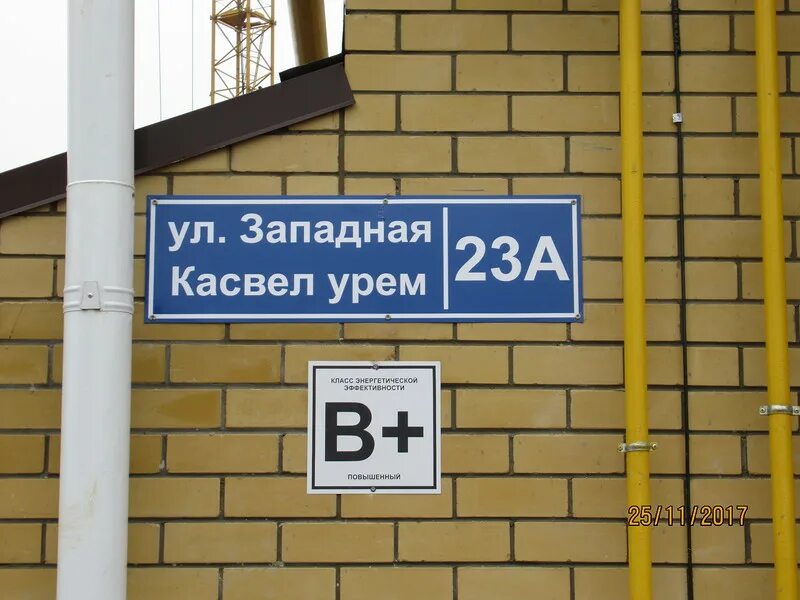 ул. Западная
Касвел урем
23А
КЛАСС ЭНЕРГЕТИЧЕСКОЙ
ЭФФЕКТИВНОСТИ
В+
ПОВЫШЕННЫЙ
25/11/2017